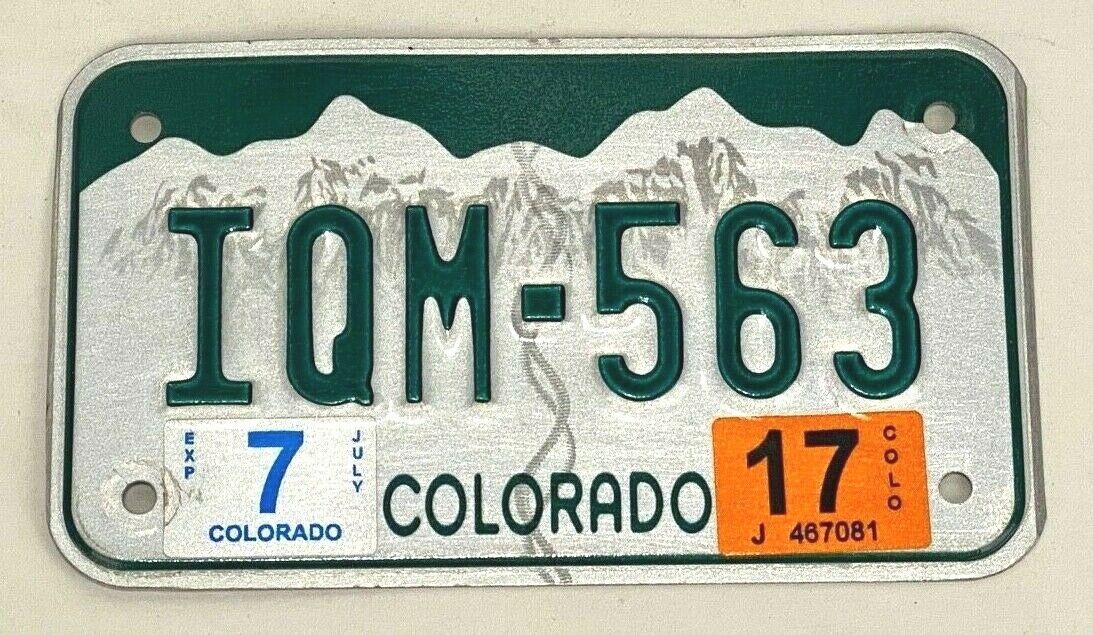 IQM-563
EXP 7 JULY
COLORADO
COLORADO
17 COLO
J 467081